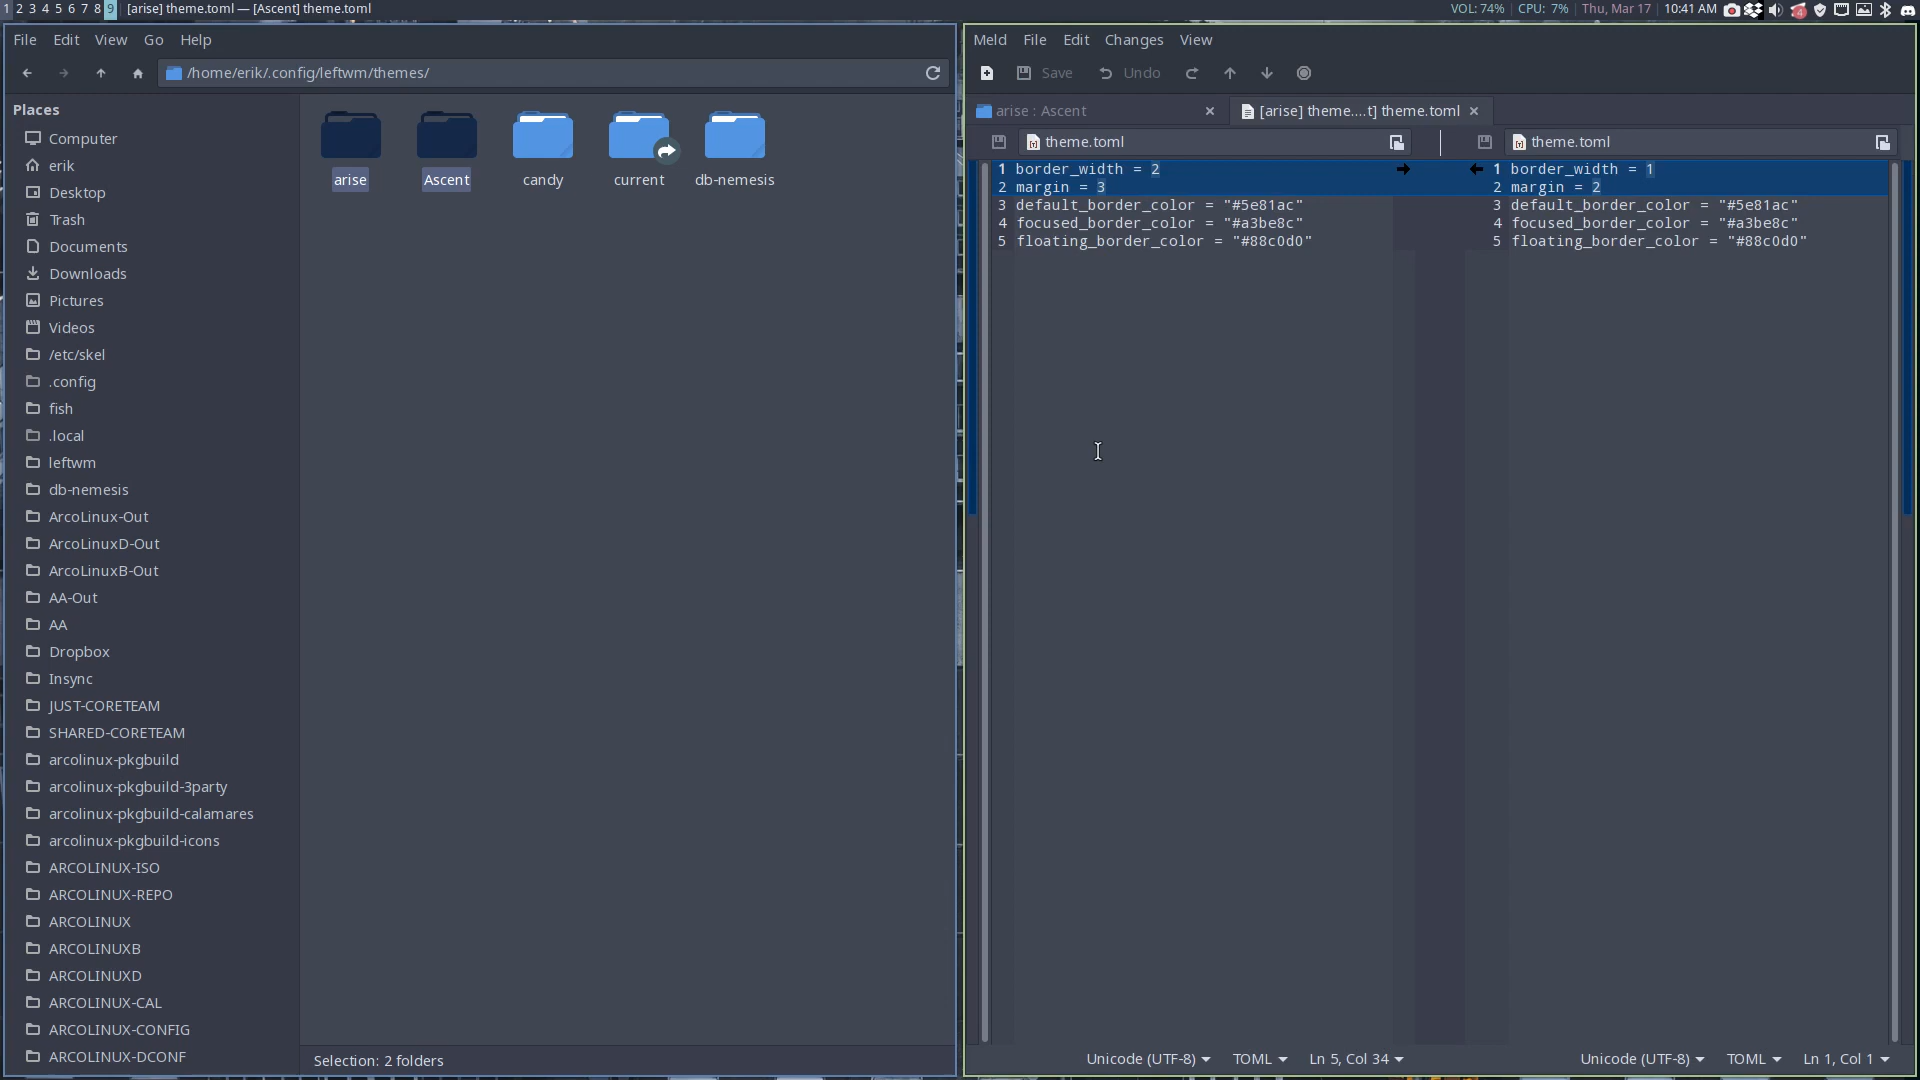 1 2 3 4 5 6 7 8 9 [arise] theme.toml — [Ascent] theme.toml
VOL: 74% CPU: 7% Thu, Mar 17 10:41 AM
File Edit View Go Help
/home/erik/.config/leftwm/themes/
Places
Computer
erik
Desktop
Trash
Documents
Downloads
Pictures
Videos
/etc/skel
.config
fish
.local
leftwm
db-nemesis
ArcoLinux-Out
ArcoLinuxD-Out
ArcoLinuxB-Out
AA-Out
AA
Dropbox
Insync
JUST-CORETEAM
SHARED-CORETEAM
arcolinux-pkgbuild
arcolinux-pkgbuild-3party
arcolinux-pkgbuild-calamares
arcolinux-pkgbuild-icons
ARCOLINUX-ISO
ARCOLINUX-REPO
ARCOLINUX
ARCOLINUXB
ARCOLINUXD
ARCOLINUX-CAL
ARCOLINUX-CONFIG
ARCOLINUX-DCONF
arise Ascent candy current db-nemesis
Selection: 2 folders
Meld File Edit Changes View
Save Undo
arise : Ascent
[arise] theme....t] theme.toml
theme.toml
1 border_width = 2
2 margin = 3
3 default_border_color = "#5e81ac"
4 focused_border_color = "#a3be8c"
5 floating_border_color = "#88c0d0"
Unicode (UTF-8) TOML Ln 5, Col 34
theme.toml
1 border_width = 1
2 margin = 2
3 default_border_color = "#5e81ac"
4 focused_border_color = "#a3be8c"
5 floating_border_color = "#88c0d0"
Unicode (UTF-8) TOML Ln 1, Col 1